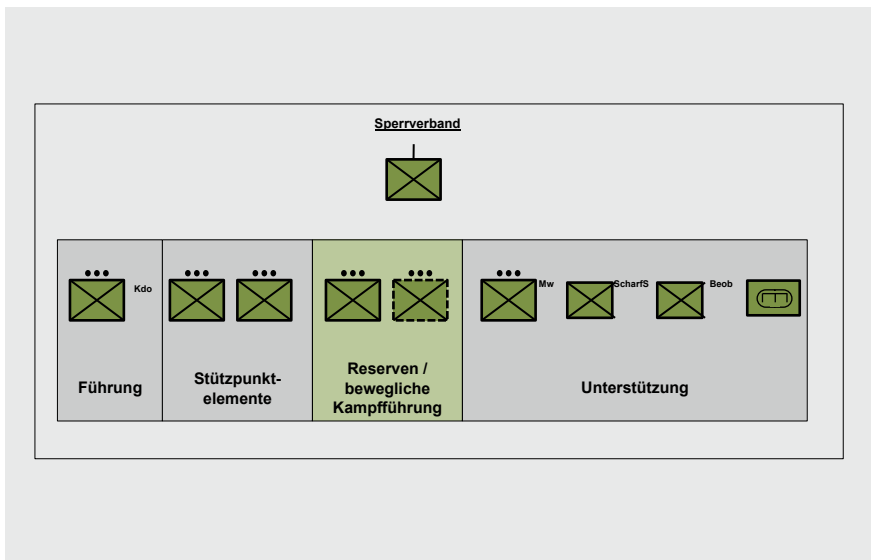 Sperrverband
Kdo
Mw
ScharfS
Beob
Führung
Stützpunkt-
elemente
Reserven /
bewegliche
Kampfführung
Unterstützung